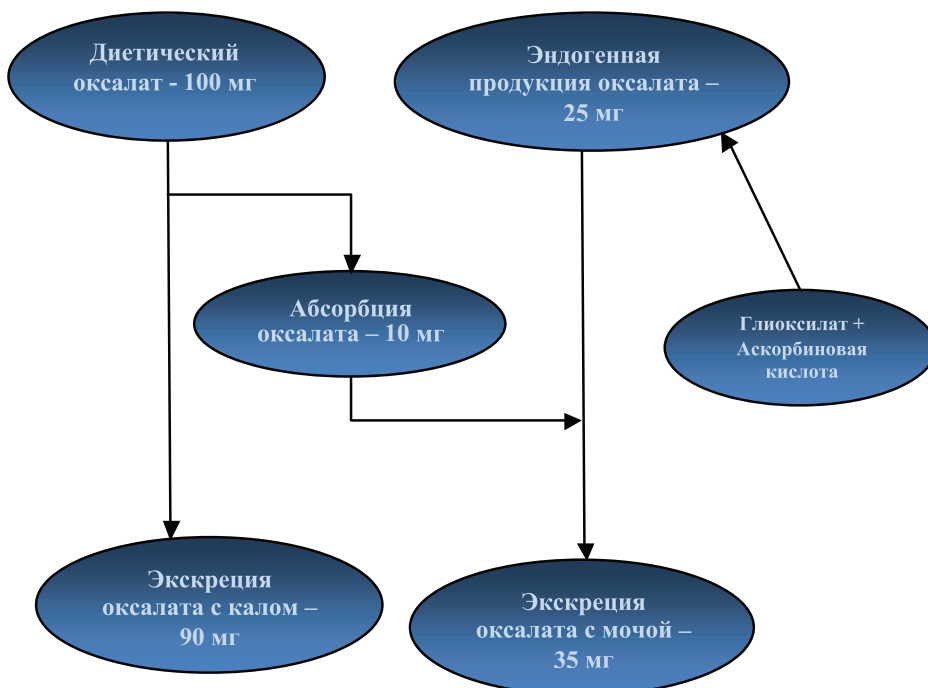 Диетический
оксалат - 100 мг
Эндогенная
продукция оксалата –
25 мг
Абсорбция
оксалата – 10 мг
Глиоксилат +
Аскорбиновая
кислота
Экскреция
оксалата с калом –
90 мг
Экскреция
оксалата с мочой –
35 мг